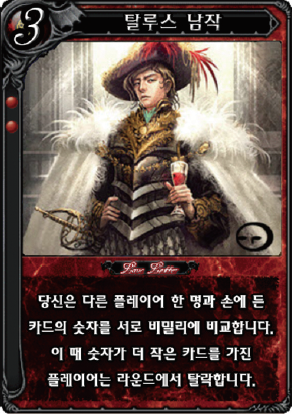 3
탈루스 남작
Love Letter
당신은 다른 플레이어 한 명과 손에 든
카드의 숫자를 서로 비밀리에 비교합니다.
이 때 숫자가 더 작은 카드를 가진
플레이어는 라운드에서 탈락합니다.